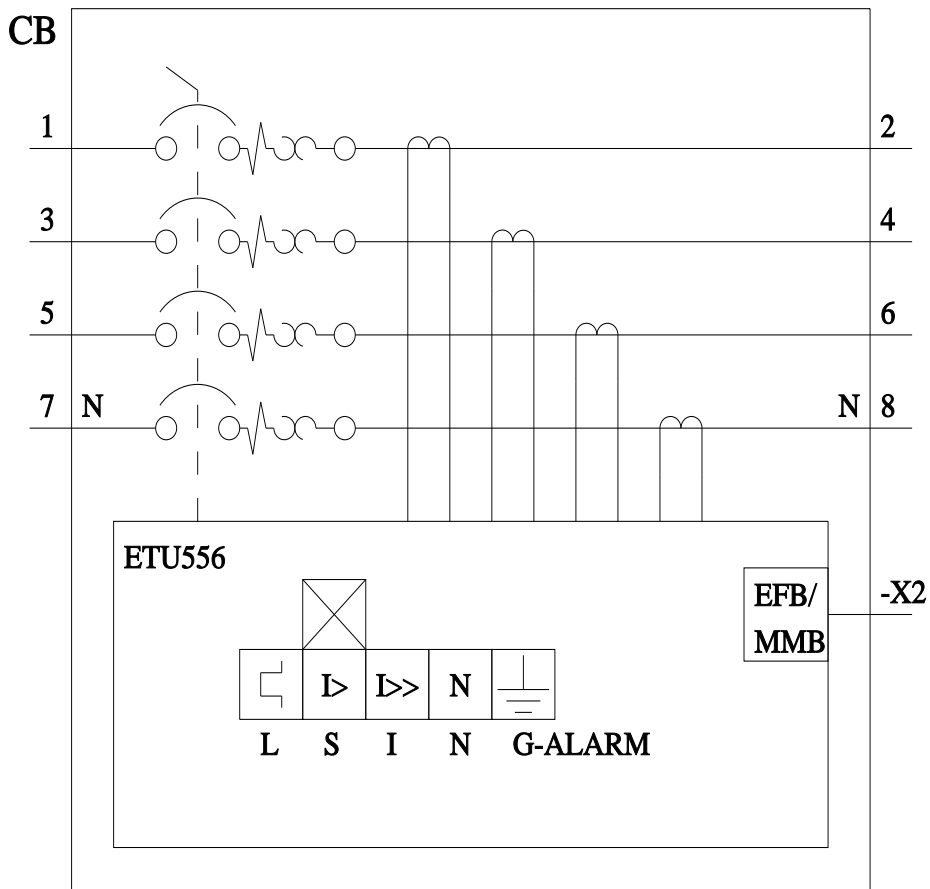 CB
1 2
3 4
5 6
7 N N 8
ETU556
EFB/
MMB
-X2
I> I>> N
L S I N G-ALARM